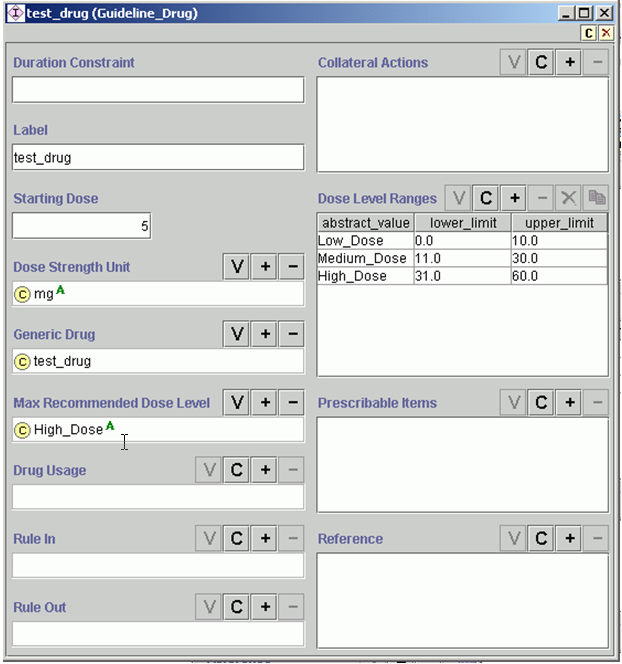 test_drug (Guideline_Drug)
C
Duration Constraint
Label
test_drug
Starting Dose
5
Dose Strength Unit V + −
C mg A
Generic Drug V + −
C test_drug
Max Recommended Dose Level V + −
C High_Dose A
Drug Usage V C + −
Rule In V C + −
Rule Out V C + −
Collateral Actions V C + −
Dose Level Ranges V C + −
abstract_value lower_limit upper_limit
Low_Dose 0.0 10.0
Medium_Dose 11.0 30.0
High_Dose 31.0 60.0
Prescribable Items V C + −
Reference V C + −